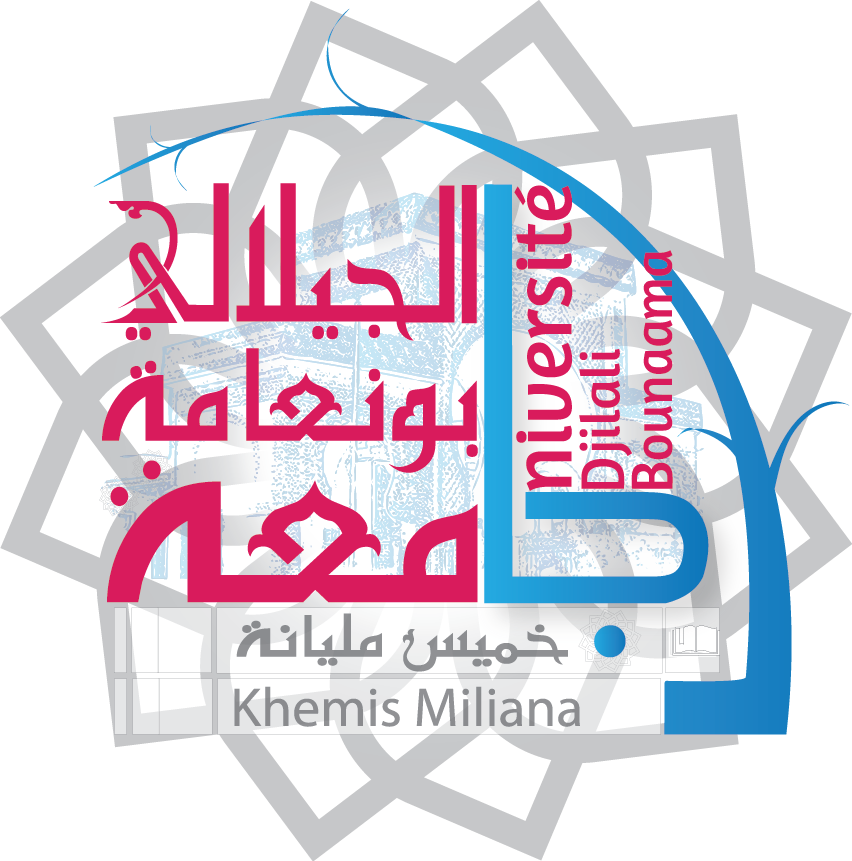 جامعة
الجيلالي
بونعامة
Université
Djilali
Bounaama
خميس مليانة
Khemis Miliana